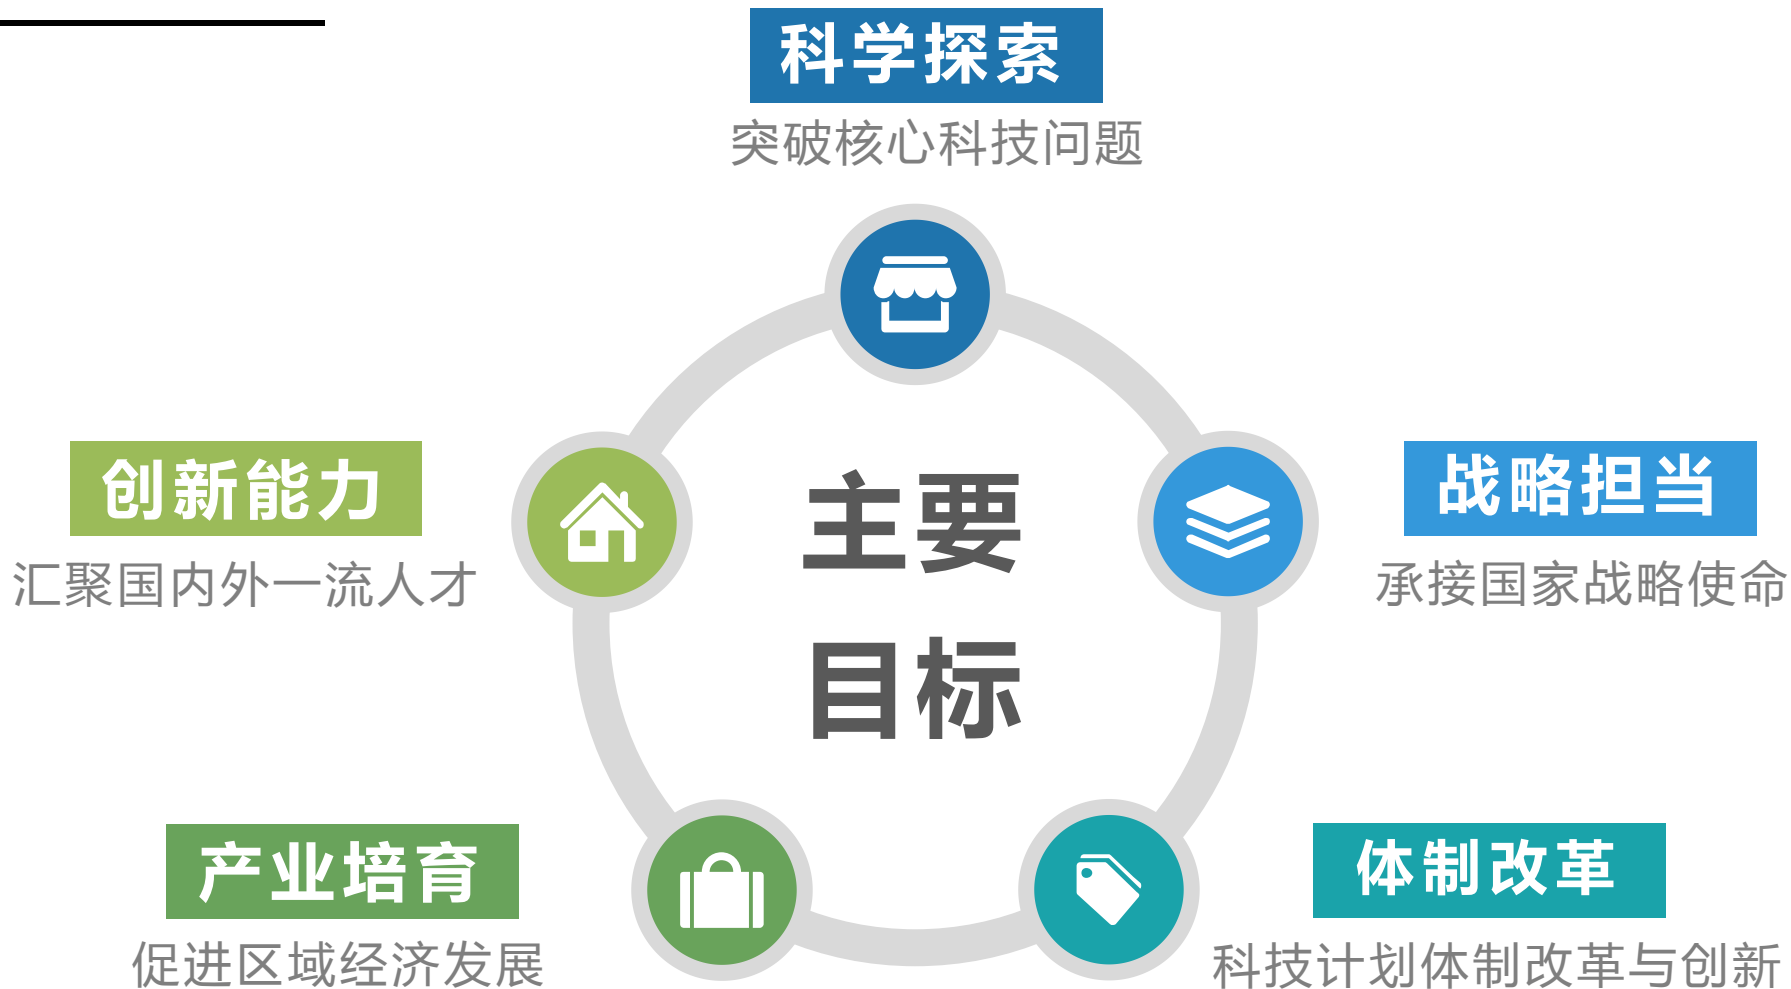 科学探索
突破核心科技问题
创新能力
汇聚国内外一流人才
主要
目标
战略担当
承接国家战略使命
产业培育
促进区域经济发展
体制改革
科技计划体制改革与创新